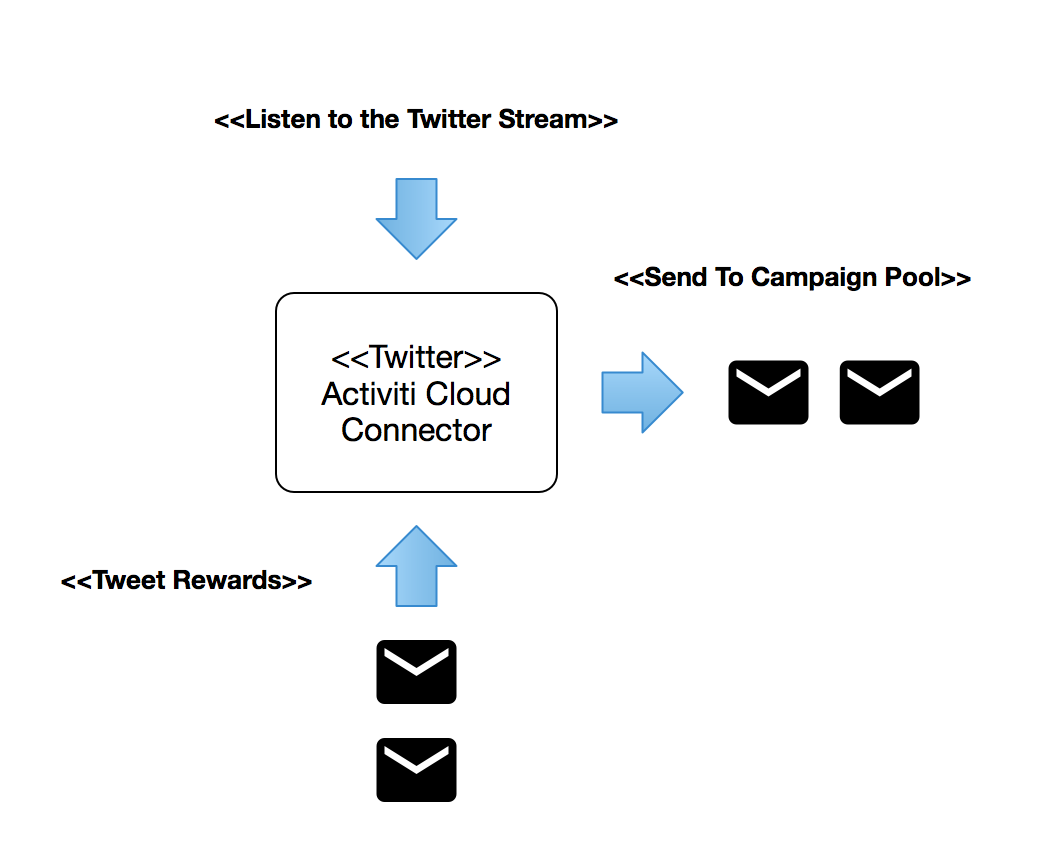 <<Listen to the Twitter Stream>>
<<Send To Campaign Pool>>
<<Twitter>>
Activiti Cloud
Connector
<<Tweet Rewards>>